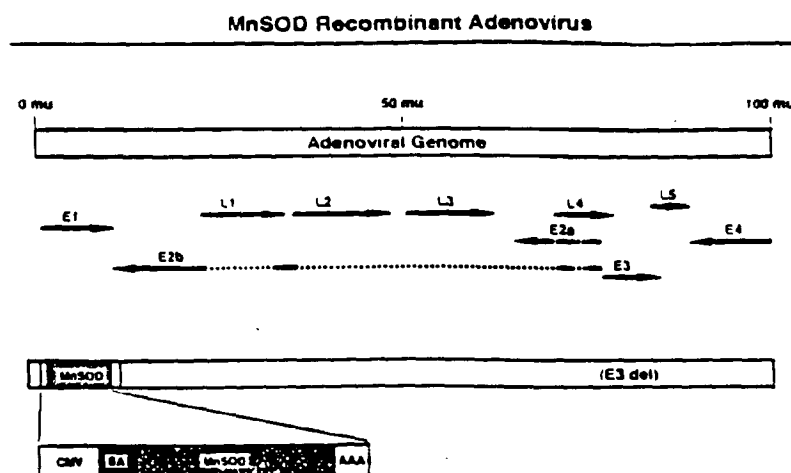 MnSOD Recombinant Adenovirus
0 mu 50 mu 100 mu
Adenoviral Genome
E1 L1 L2 L3 L4 L5
E2a E4
E2b E3
MnSOD (E3 del)
CMV SA MnSOD AAA